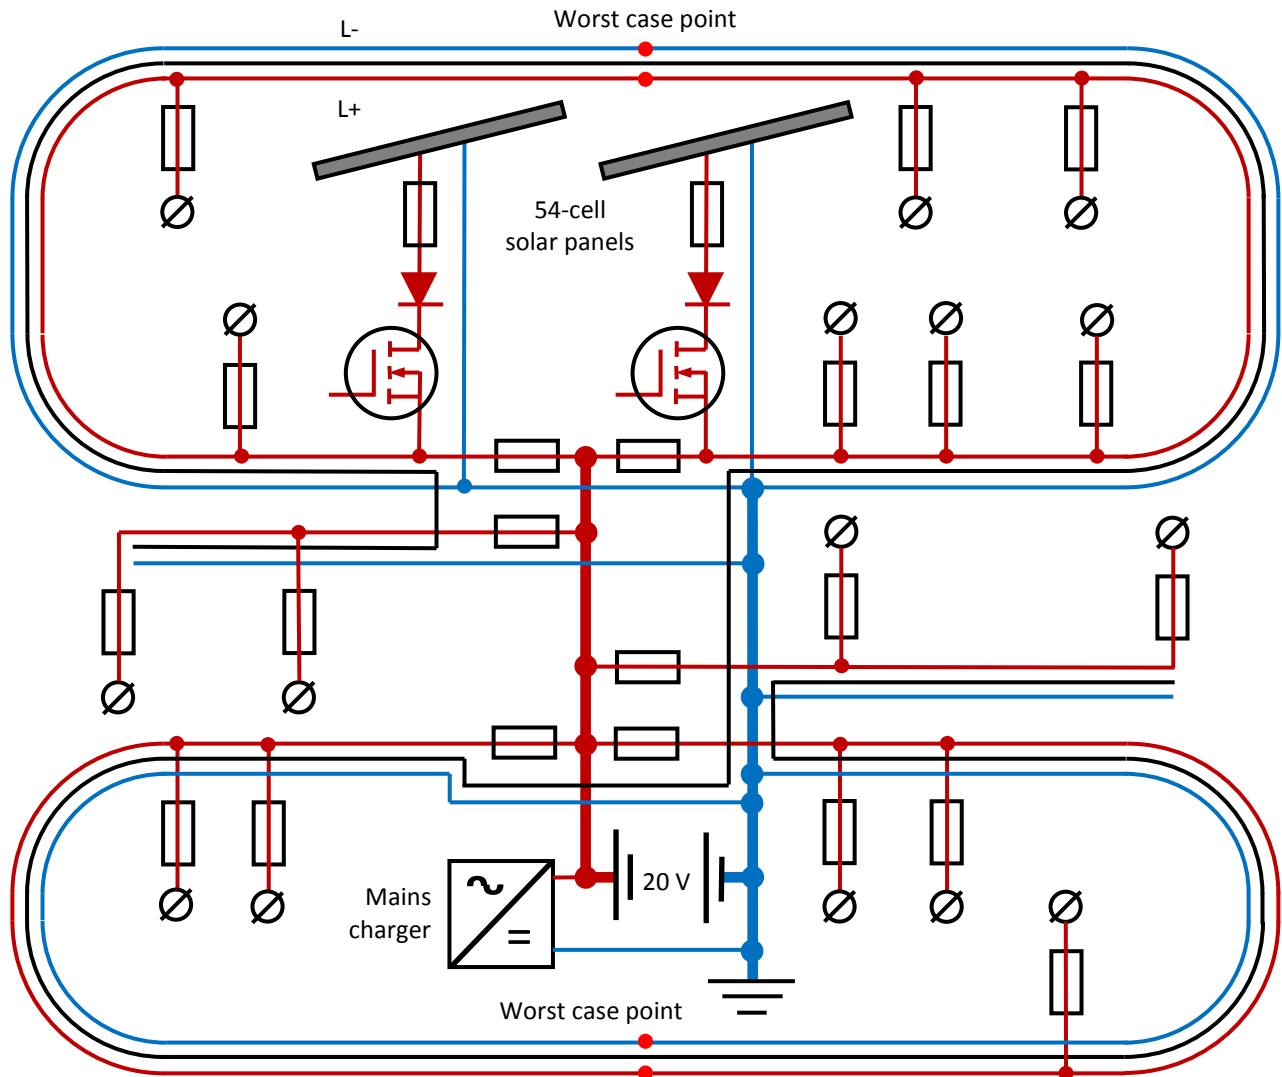 Worst case point
L-
L+
54-cell
solar panels
20 V
Mains
charger
Worst case point